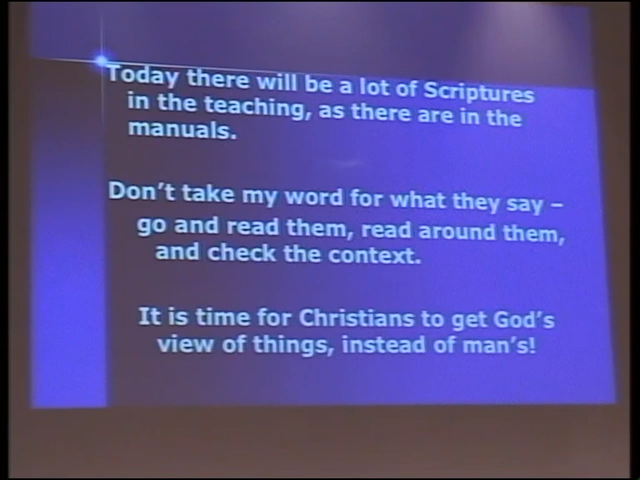 Today there will be a lot of Scriptures
in the teaching, as there are in the
manuals.
Don't take my word for what they say –
go and read them, read around them,
and check the context.
It is time for Christians to get God's
view of things, instead of man's!